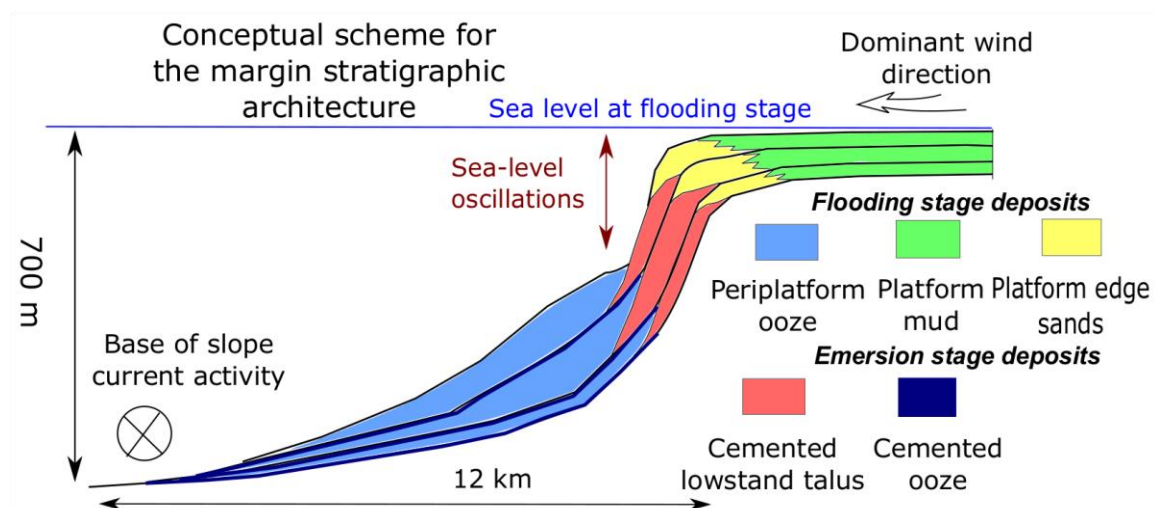 Conceptual scheme for
the margin stratigraphic
architecture
Dominant wind
direction
Sea level at flooding stage
Sea-level
oscillations
700 m
Flooding stage deposits
Periplatform
ooze
Platform
mud
Platform edge
sands
Base of slope
current activity
Emersion stage deposits
Cemented
lowstand talus
Cemented
ooze
12 km